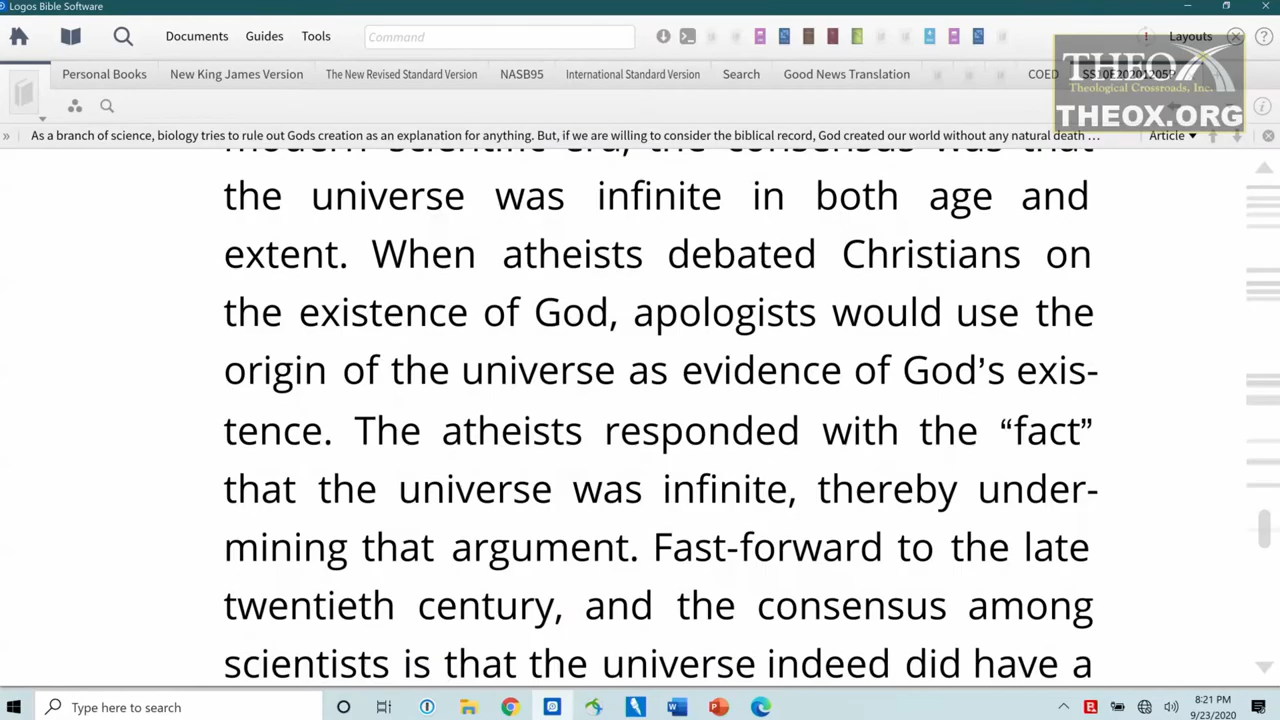 Logos Bible Software
Documents Guides Tools Command Layouts
Personal Books New King James Version The New Revised Standard Version NASB95 International Standard Version Search Good News Translation COED SS10E20201205P
THEOX
Theological Crossroads, Inc.
THEOX.ORG
» As a branch of science, biology tries to rule out Gods creation as an explanation for anything. But, if we are willing to consider the biblical record, God created our world without any natural death ... Article
the consensus was that
the universe was infinite in both age and
extent. When atheists debated Christians on
the existence of God, apologists would use the
origin of the universe as evidence of God’s exis-
tence. The atheists responded with the “fact”
that the universe was infinite, thereby under-
mining that argument. Fast-forward to the late
twentieth century, and the consensus among
scientists is that the universe indeed did have a
Type here to search
8:21 PM
9/23/2020